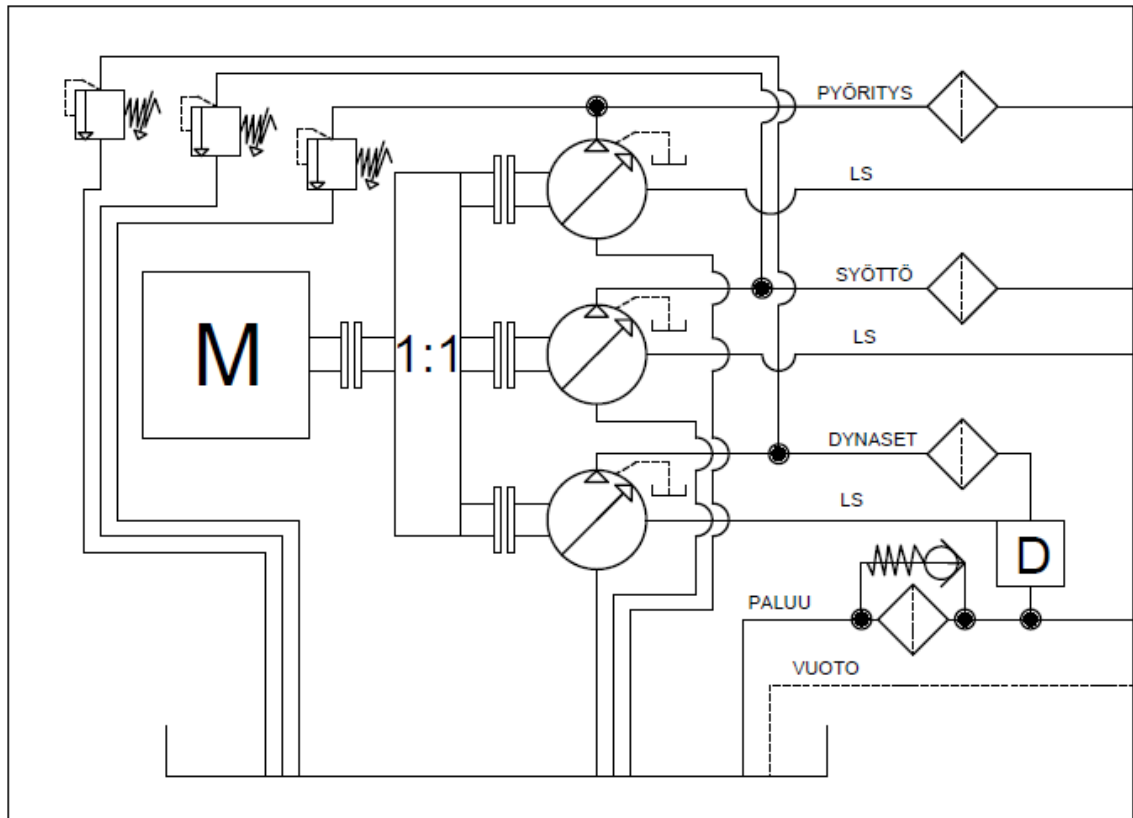 PYÖRITYS
LS
SYÖTTÖ
M
1:1
LS
DYNASET
LS
D
PALUU
VUOTO